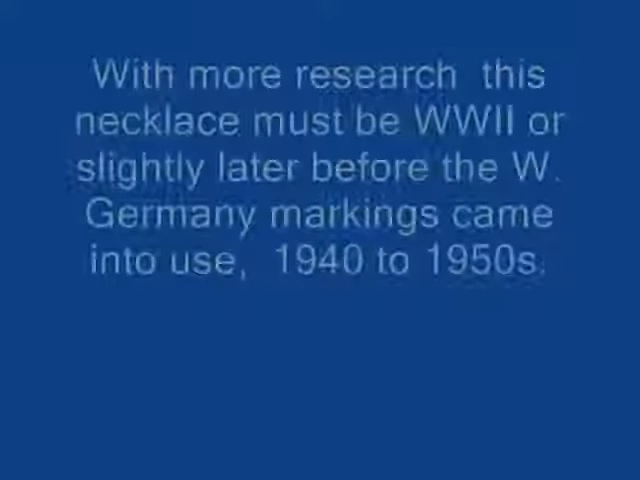 With more research  this
necklace must be WWII or
slightly later before the W.
Germany markings came
into use,  1940 to 1950s.